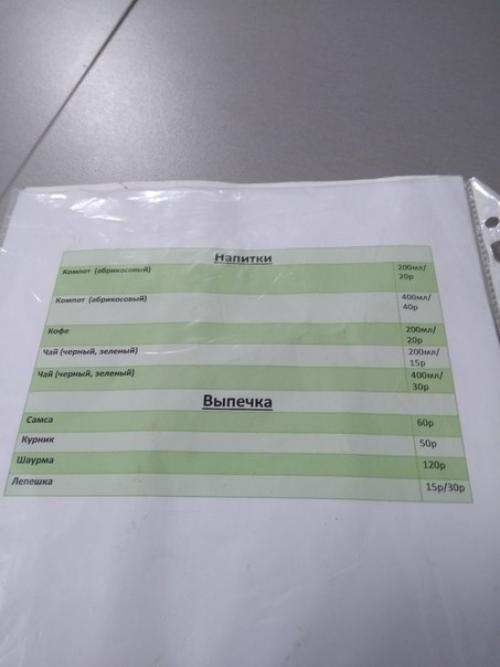 Напитки
Компот (абрикосовый) 200мл/
20р
Компот (абрикосовый) 400мл/
40р
Кофе 200мл/
20р
Чай (черный, зеленый) 200мл/
15р
Чай (черный, зеленый) 400мл/
30р
Выпечка
Самса 60р
Курник 50р
Шаурма 120р
Лепешка 15р/30р